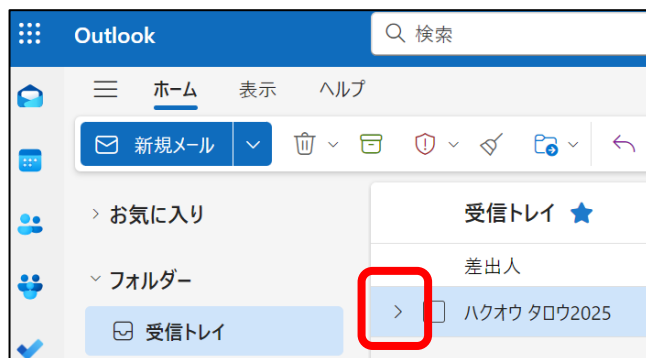 Outlook
検索
ホーム 表示 ヘルプ
新規メール
お気に入り
受信トレイ
差出人
フォルダー
受信トレイ
ハクオウ タロウ2025